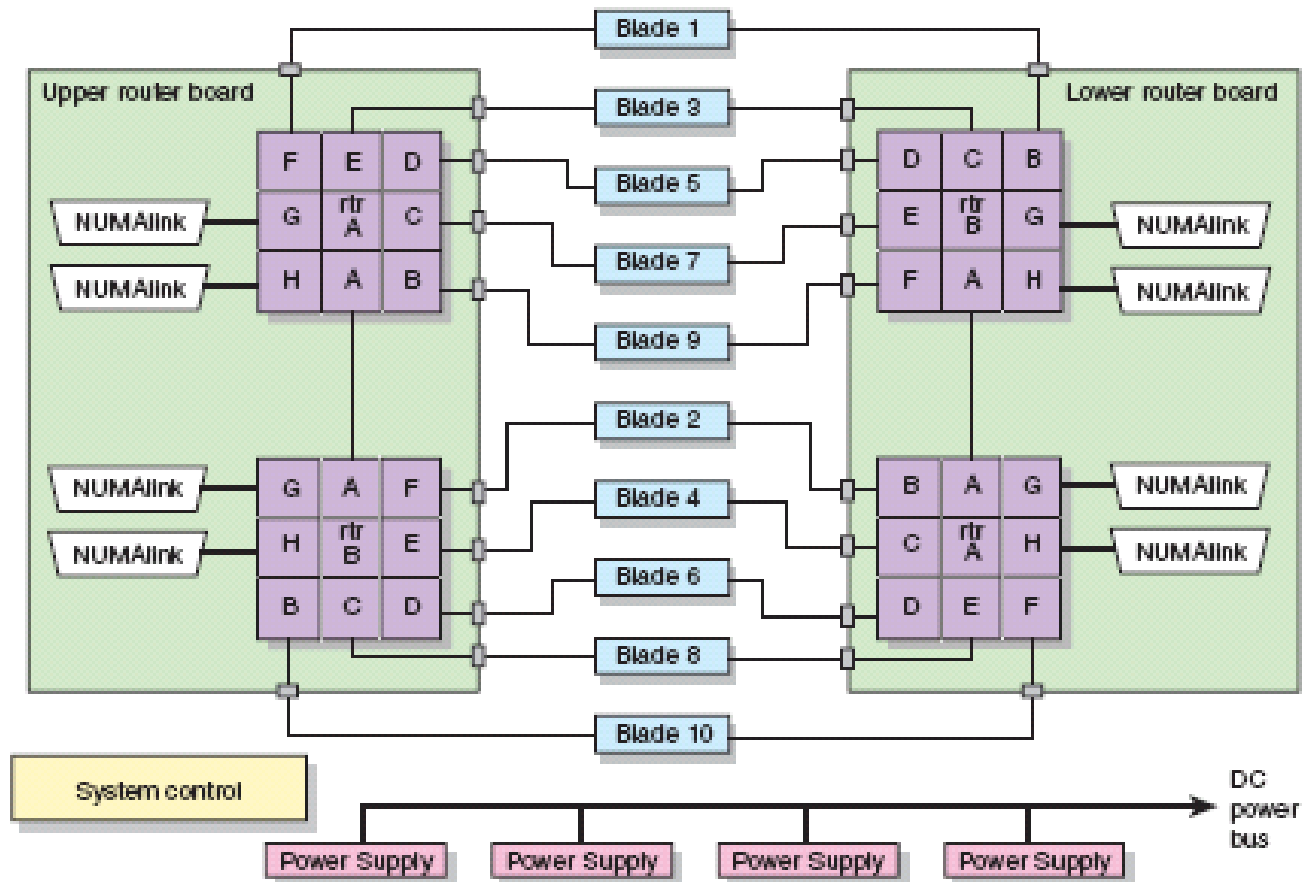 Blade 1
Upper router board
Blade 3
Lower router board
F E D
Blade 5
D C B
NUMAlink
G rtr A C
E rtr B G
NUMAlink
Blade 7
NUMAlink
H A B
F A H
NUMAlink
Blade 9
Blade 2
NUMAlink
G A F
B A G
NUMAlink
Blade 4
NUMAlink
H rtr B E
C rtr A H
NUMAlink
Blade 6
B C D
D E F
Blade 8
Blade 10
System control
DC
power
bus
Power Supply
Power Supply
Power Supply
Power Supply